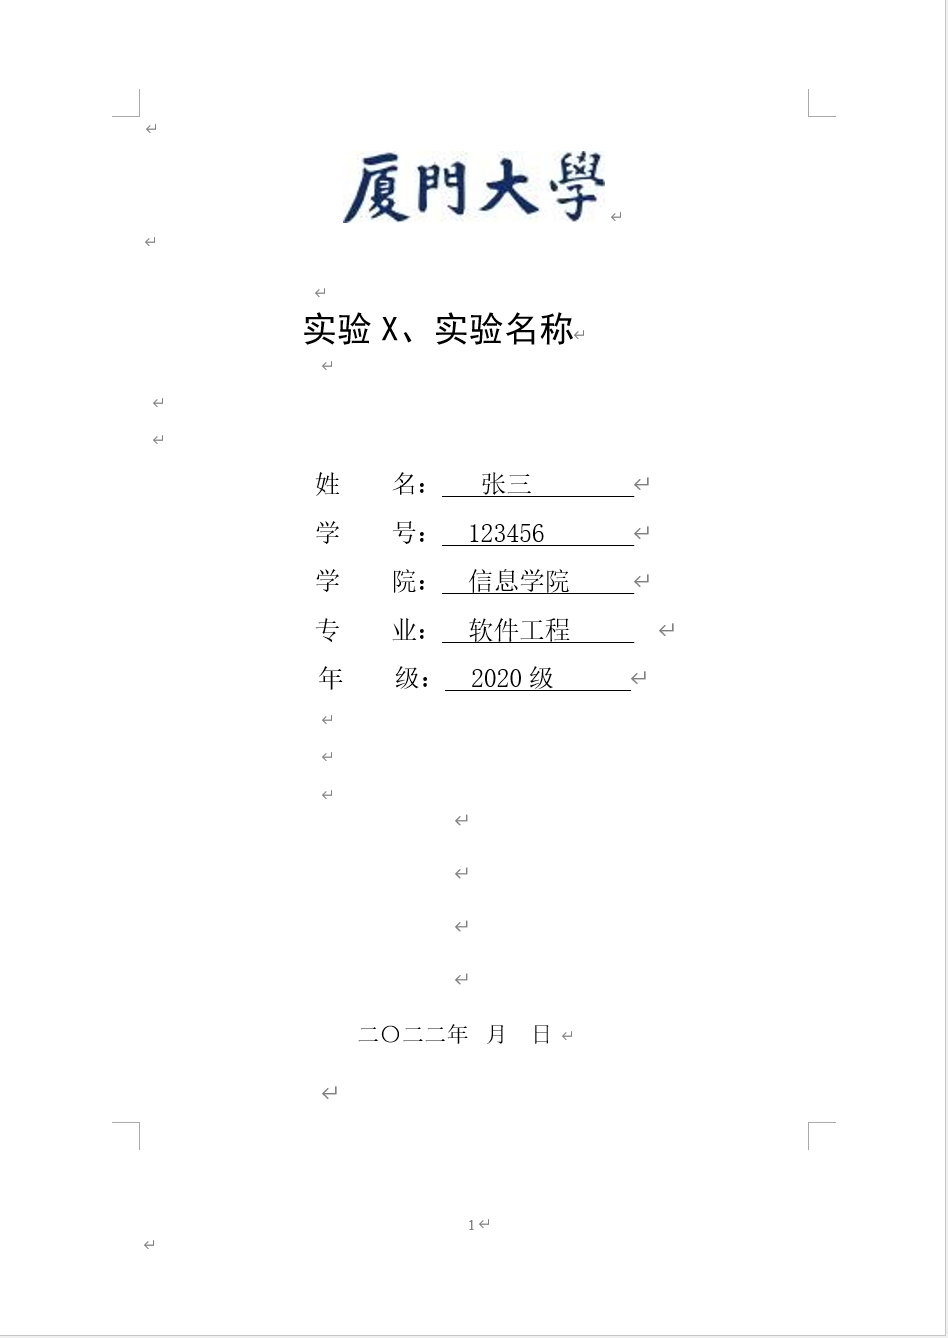 厦門大學
实验 X、实验名称
姓 名： 张三
学 号： 123456
学 院： 信息学院
专 业： 软件工程
年 级： 2020 级
二〇二二年 月 日
1